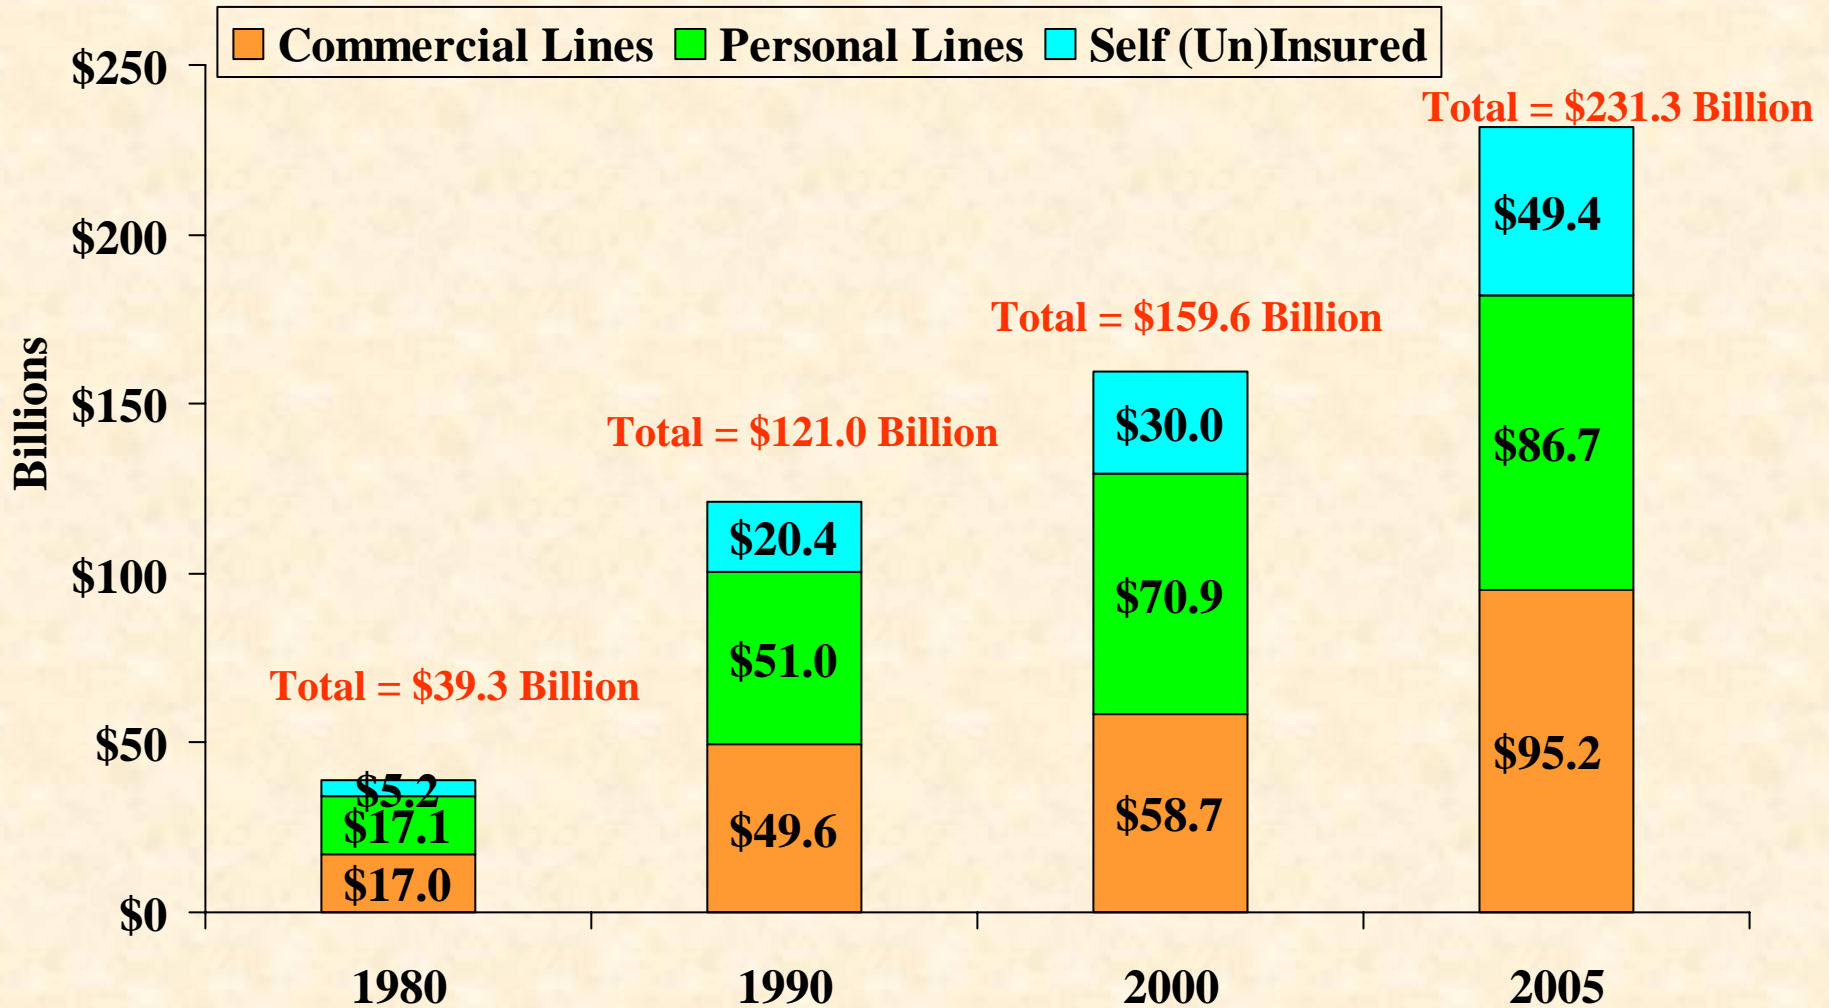 Commercial Lines Personal Lines Self (Un)Insured
$250
Total = $231.3 Billion
$200
$49.4
Total = $159.6 Billion
$150
$30.0
$86.7
Total = $121.0 Billion
Billions
$100
$20.4
$70.9
$51.0
Total = $39.3 Billion
$50
$5.2
$17.1
$17.0
$49.6
$58.7
$95.2
$0
1980 1990 2000 2005